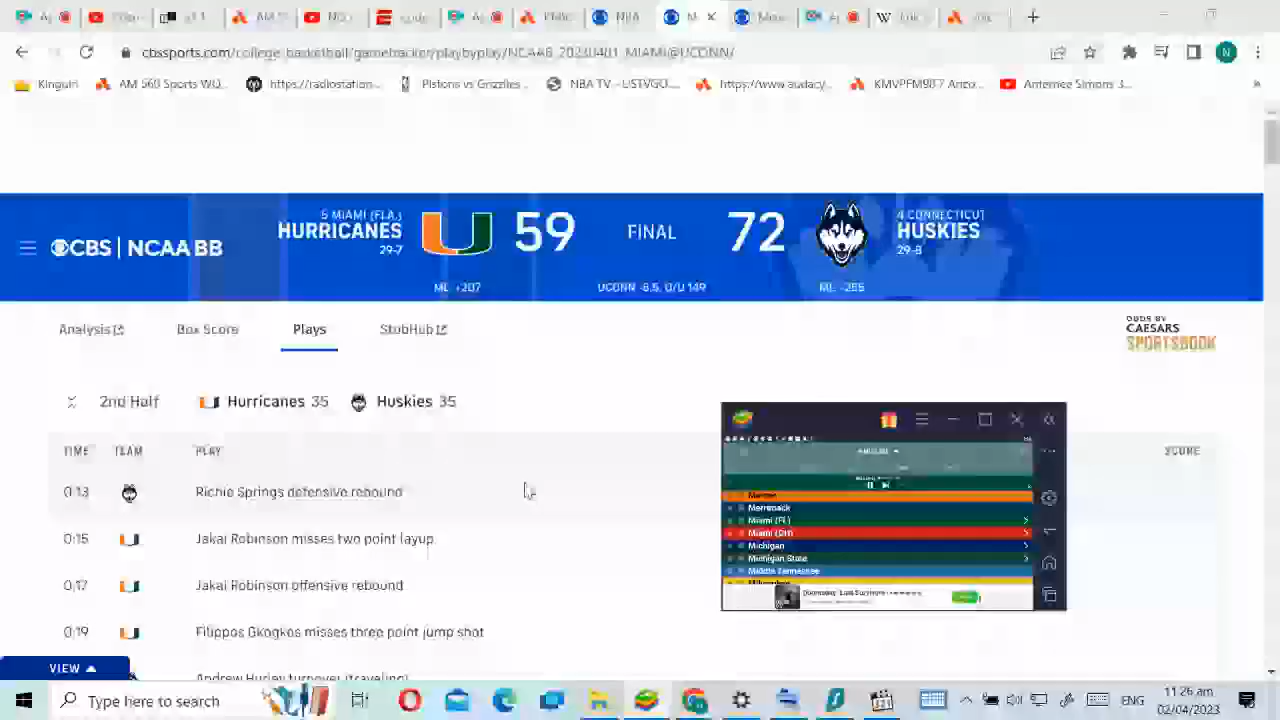 cbssports.com/college-basketball/gametracker/playbyplay/NCAAB_20230401_MIAMI@UCONN/
Kinguin
AM 560 Sports WQ...
https://radiostation...
Pistons vs Grizzlies...
NBA TV - USTVGO...
https://www.audacy...
Anfernee Simons 3...
5 MIAMI (FLA.)
HURRICANES
29-7
59
FINAL
72
4 CONNECTICUT
HUSKIES
29-8
CBS | NCAA BB
ML +207
UCONN -5.5, O/U 149
ML -255
Analysis
Box Score
Plays
StubHub
ODDS BY
CAESARS
SPORTSBOOK
2nd Half
Hurricanes 35
Huskies 35
TIME TEAM PLAY SCORE
0:13 Richie Springs defensive rebound
0:15 Jakai Robinson misses two point layup
0:17 Jakai Robinson offensive rebound
0:19 Filippos Gkogkos misses three point jump shot
Andrew Hurley turnover (traveling)
VIEW
Mercer
Merrimack
Miami (FL)
Miami (OH)
Michigan
Michigan State
Middle Tennessee
Milwaukee
Type here to search
ENG
11:26 am
02/04/2023